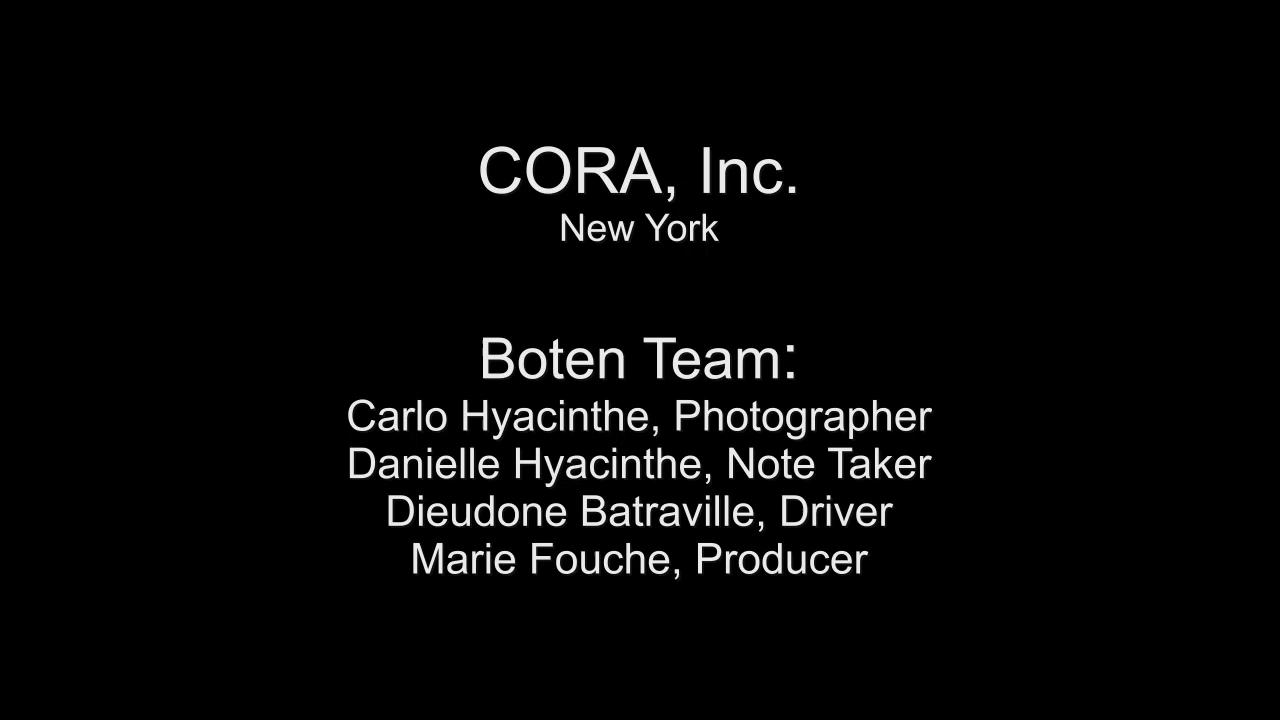 CORA, Inc.
New York
Boten Team:
Carlo Hyacinthe, Photographer
Danielle Hyacinthe, Note Taker
Dieudone Batraville, Driver
Marie Fouche, Producer